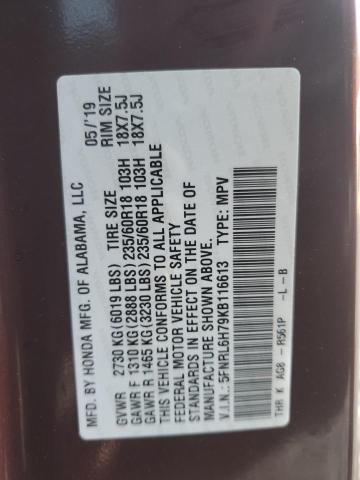 MFD. BY HONDA MFG. OF ALABAMA, LLC 05/'19
TIRE SIZE RIM SIZE
GVWR 2730 KG(6019 LBS)
GAWR F 1310 KG(2888 LBS)235/60R18 103H 18X7.5J
GAWR R 1465 KG(3230 LBS)235/60R18 103H 18X7.5J
THIS VEHICLE CONFORMS TO ALL APPLICABLE
FEDERAL MOTOR VEHICLE SAFETY
STANDARDS IN EFFECT ON THE DATE OF
MANUFACTURE SHOWN ABOVE.
V.I.N.: 5FNRL6H79KB116613 TYPE: MPV
THR K AG8 - R561P -L-B